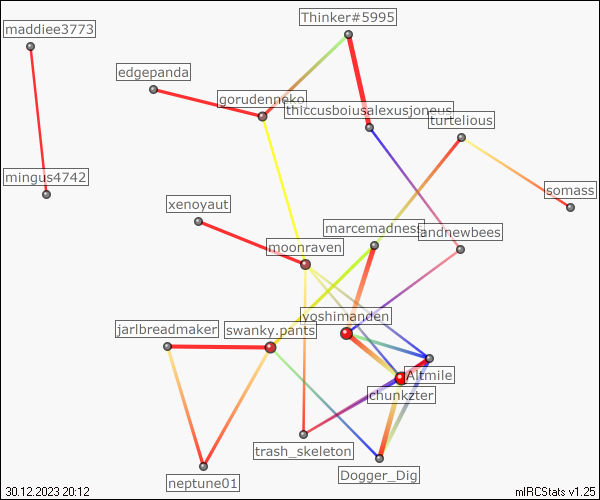 Thinker#5995
maddiee3773
edgepanda
gorudenneko
thiccusboiusalexusjoneus
turtelious
mingus4742
somass
xenoyaut
marcemadness
andnewbees
moonraven
yoshimanden
jarlbreadmaker
swanky.pants
Altmile
chunkzter
trash_skeleton
Dogger_Dig
neptune01
30.12.2023 20:12
mIRCStats v1.25